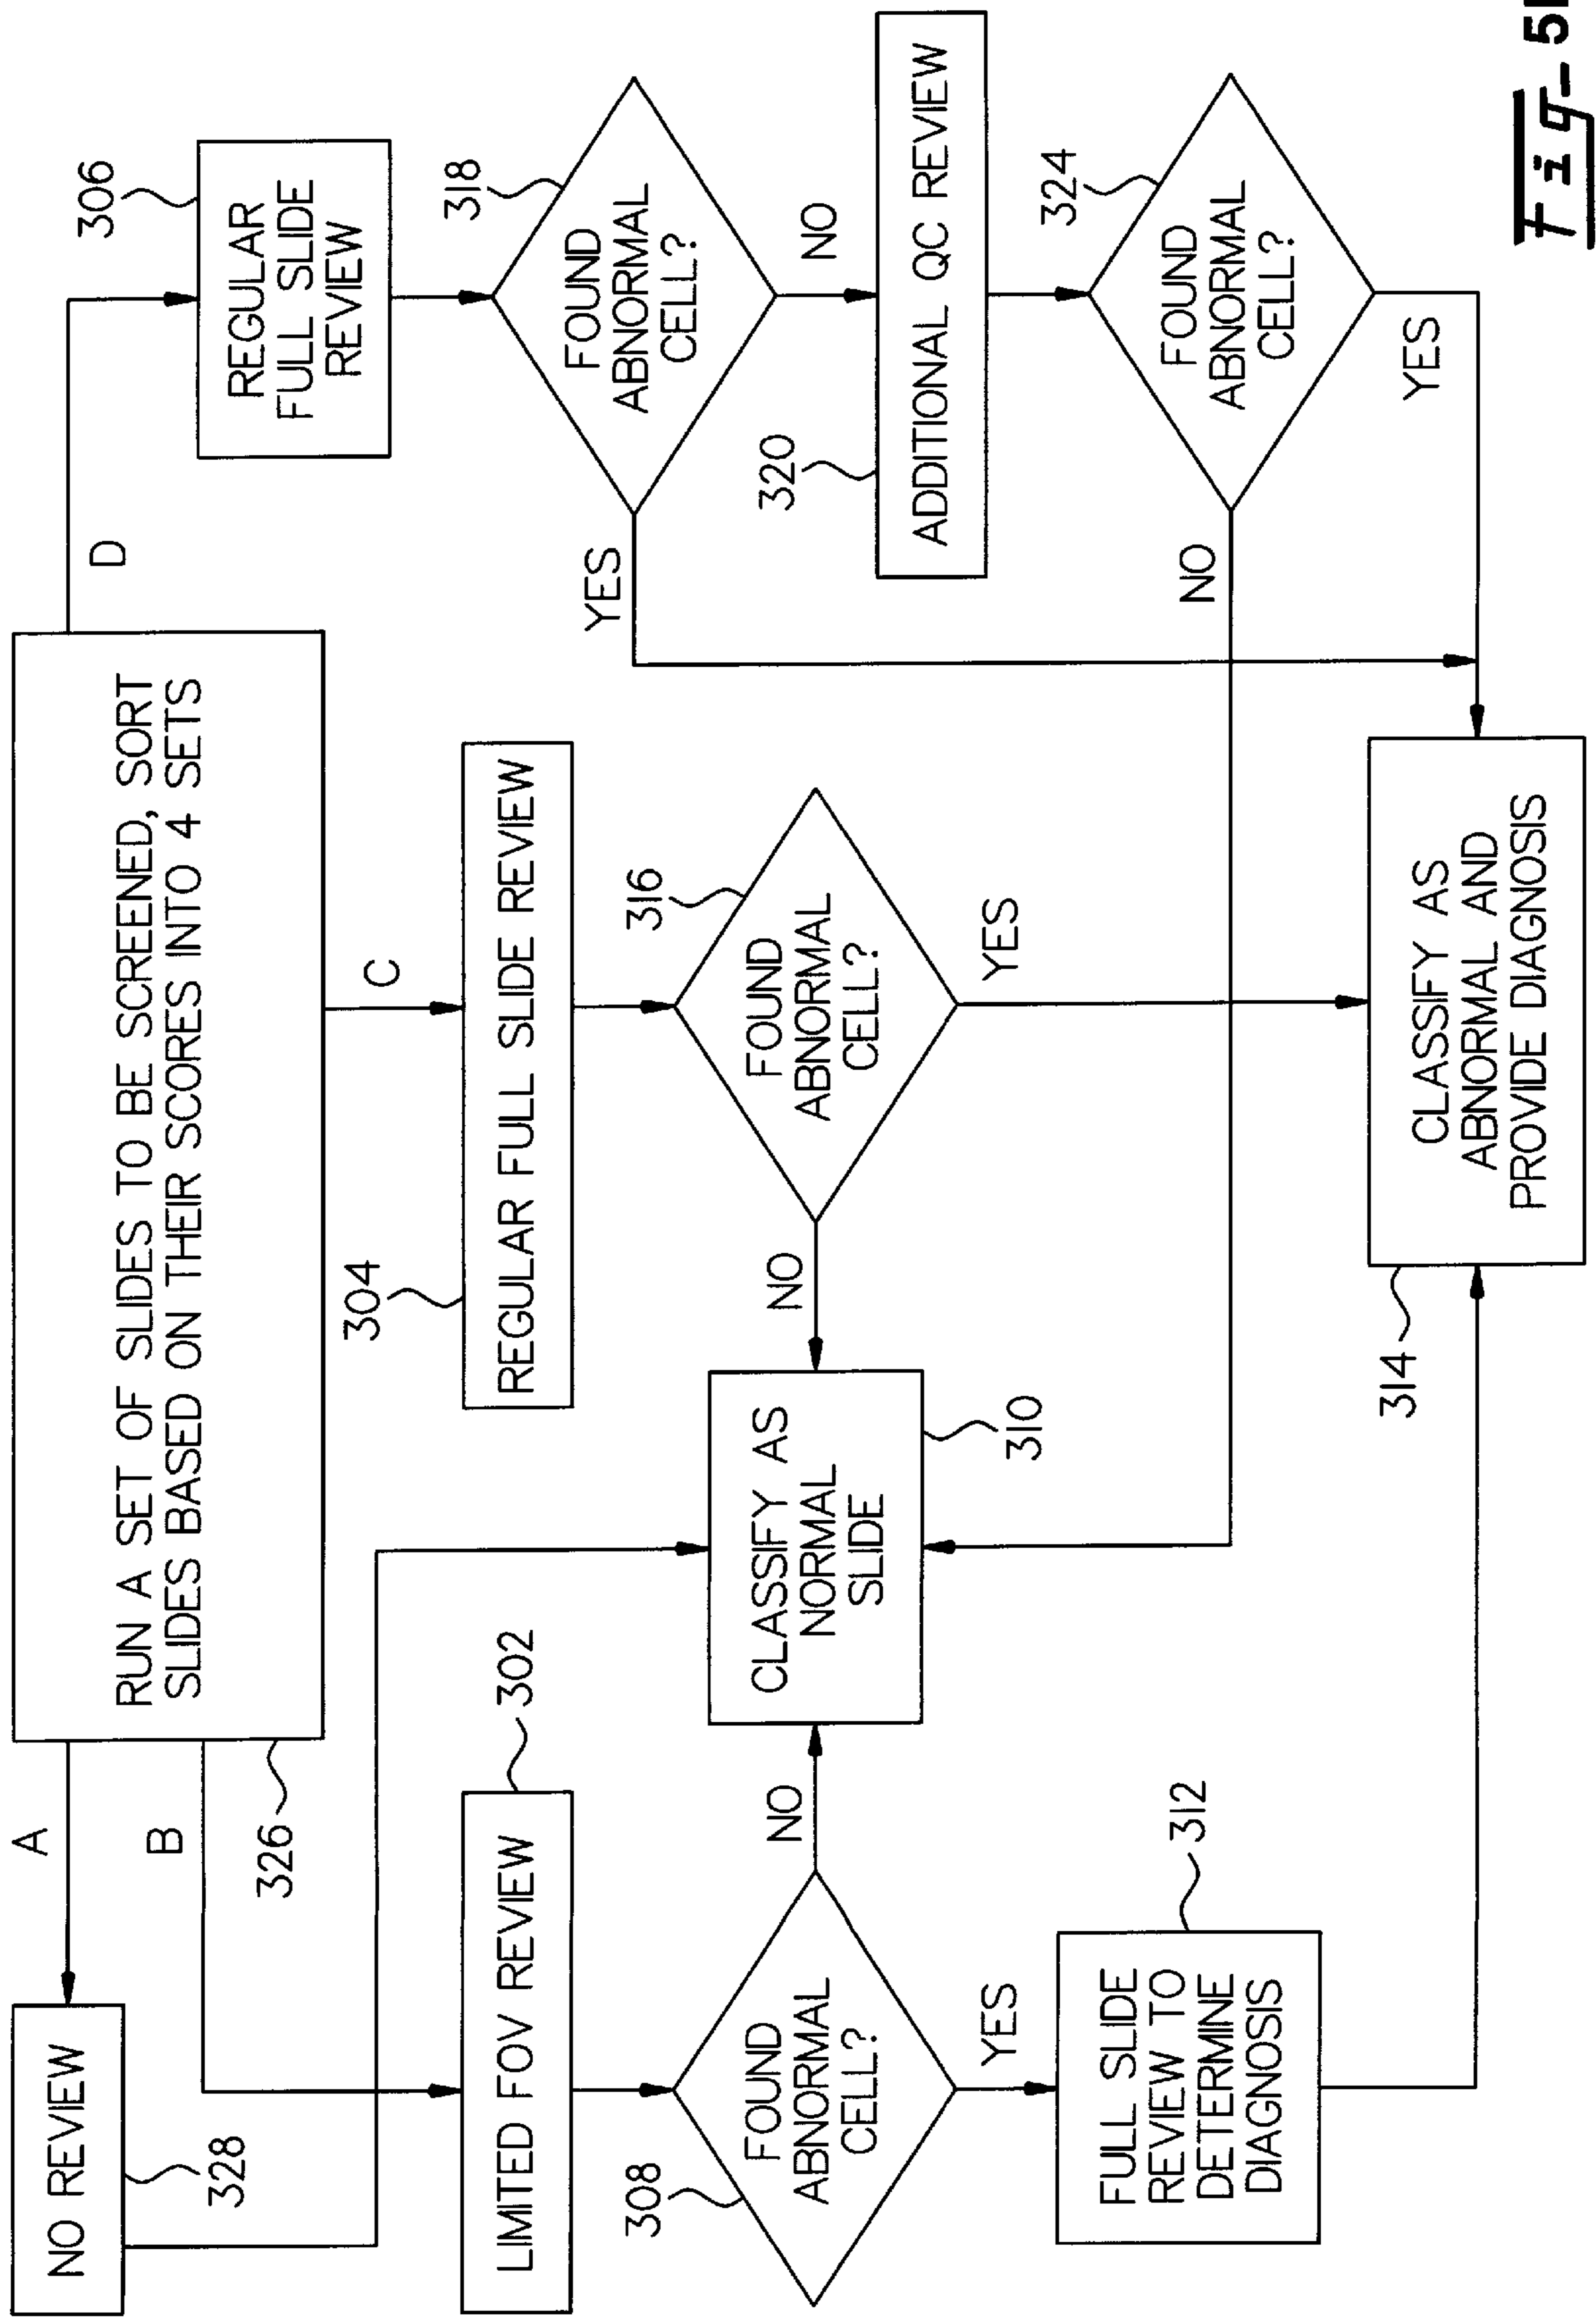 RUN A SET OF SLIDES TO BE SCREENED, SORT
SLIDES BASED ON THEIR SCORES INTO 4 SETS
326
A
NO REVIEW
328
B
LIMITED FOV REVIEW
302
FOUND
ABNORMAL
CELL?
308
NO
YES
FULL SLIDE
REVIEW TO
DETERMINE
DIAGNOSIS
312
CLASSIFY AS
NORMAL
SLIDE
310
C
304
REGULAR FULL SLIDE REVIEW
FOUND
ABNORMAL
CELL?
316
NO
YES
D
306
REGULAR
FULL SLIDE
REVIEW
318
FOUND
ABNORMAL
CELL?
YES
NO
320
ADDITIONAL QC REVIEW
324
FOUND
ABNORMAL
CELL?
NO
YES
CLASSIFY AS
ABNORMAL AND
PROVIDE DIAGNOSIS
314